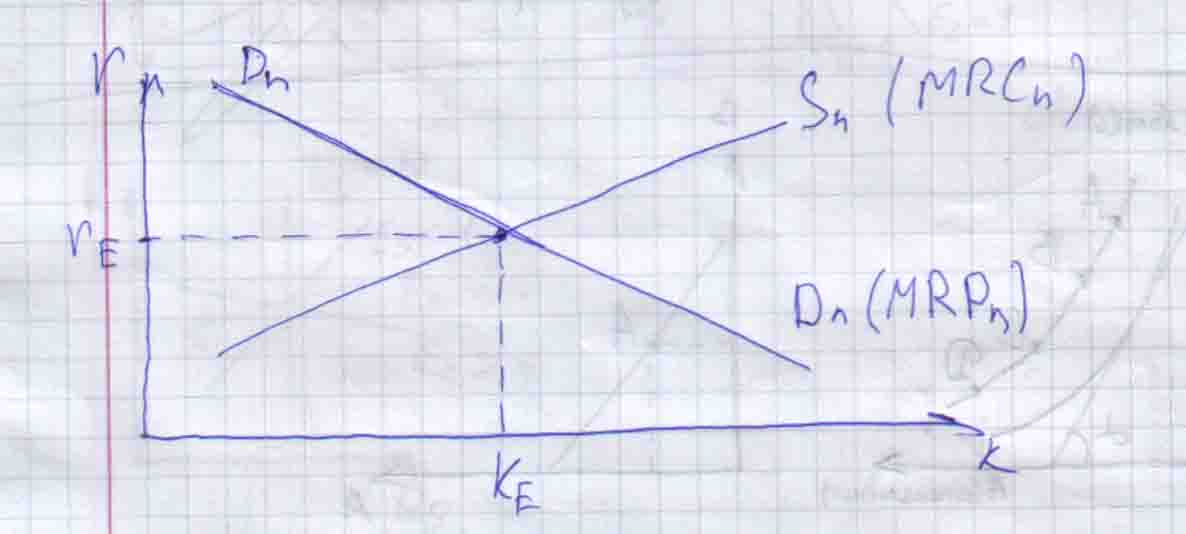 r
Dn
Sn (MRCn)
rE
Dn (MRPn)
KE
K